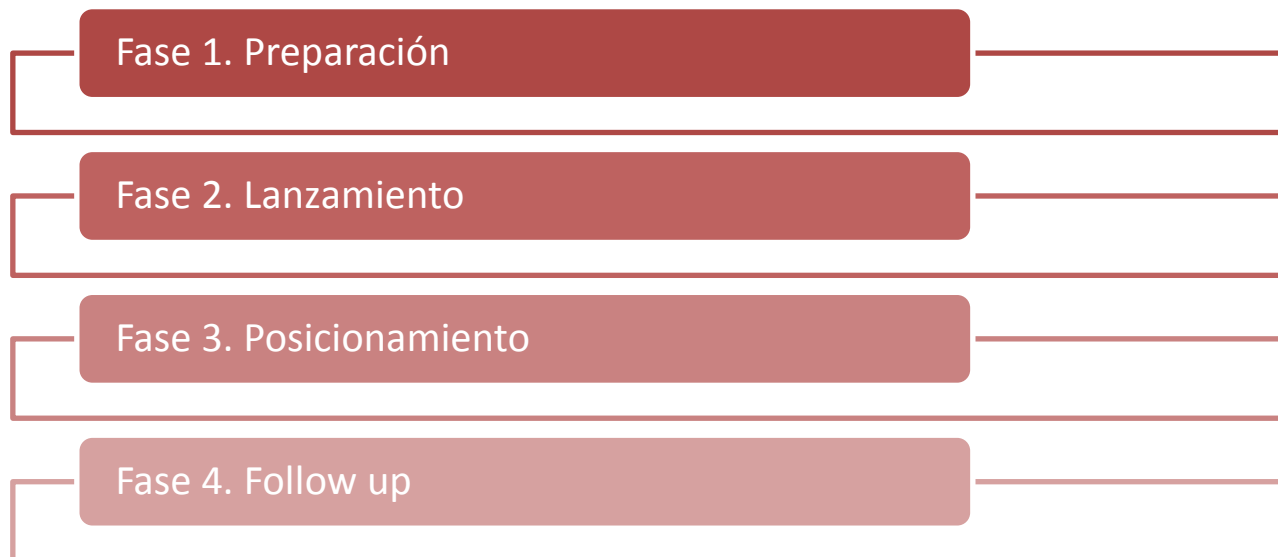 Fase 1. Preparación
Fase 2. Lanzamiento
Fase 3. Posicionamiento
Fase 4. Follow up